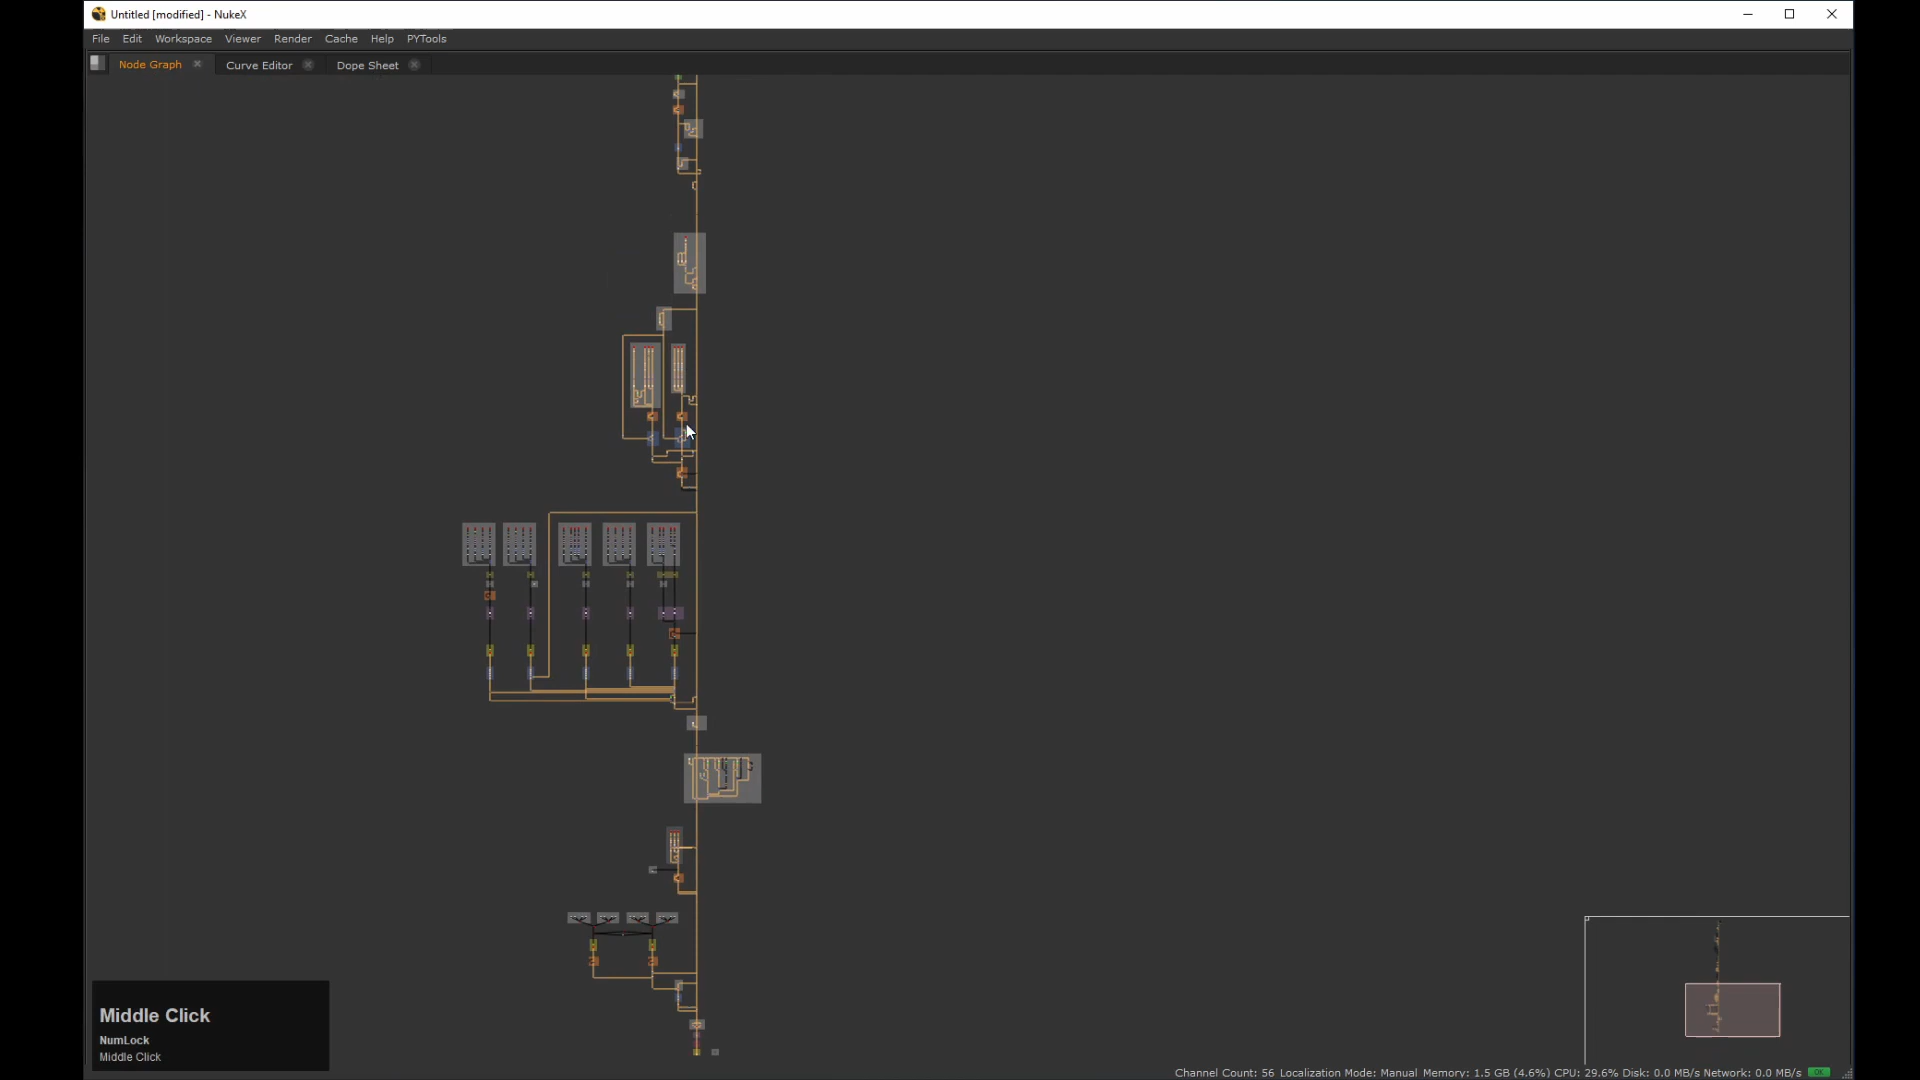 Untitled [modified] - NukeX
File Edit Workspace Viewer Render Cache Help PYTools
Node Graph Curve Editor Dope Sheet
Middle Click
NumLock
Middle Click
Channel Count: 56 Localization Mode: Manual Memory: 1.5 GB (4.6%) CPU: 29.6% Disk: 0.0 MB/s Network: 0.0 MB/s OK